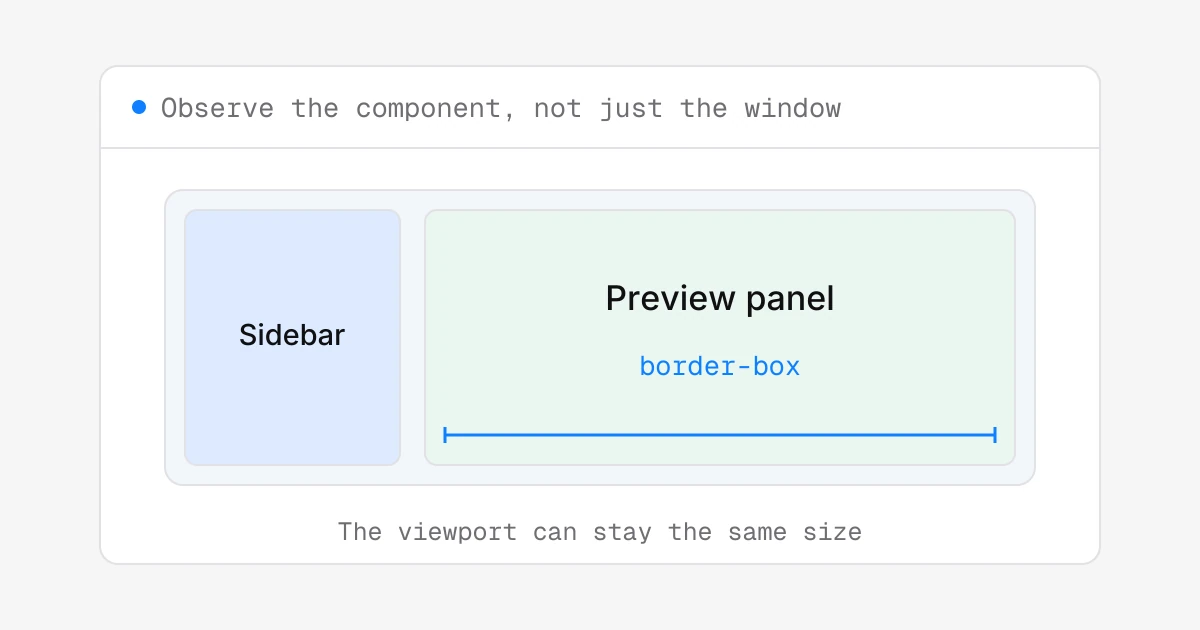 Observe the component, not just the window
Sidebar
Preview panel
border-box
The viewport can stay the same size